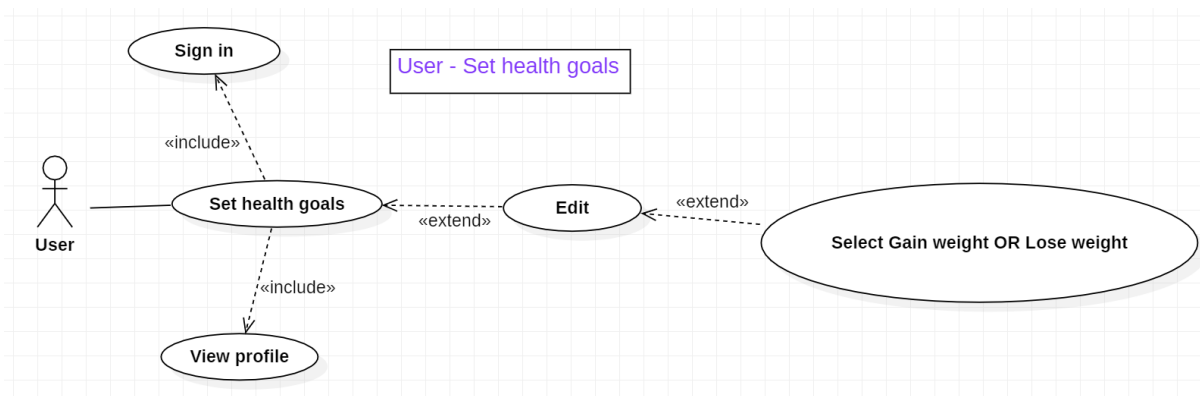 Sign in
User - Set health goals
«include»
Set health goals
«extend»
Edit
«extend»
Select Gain weight OR Lose weight
User
«include»
View profile